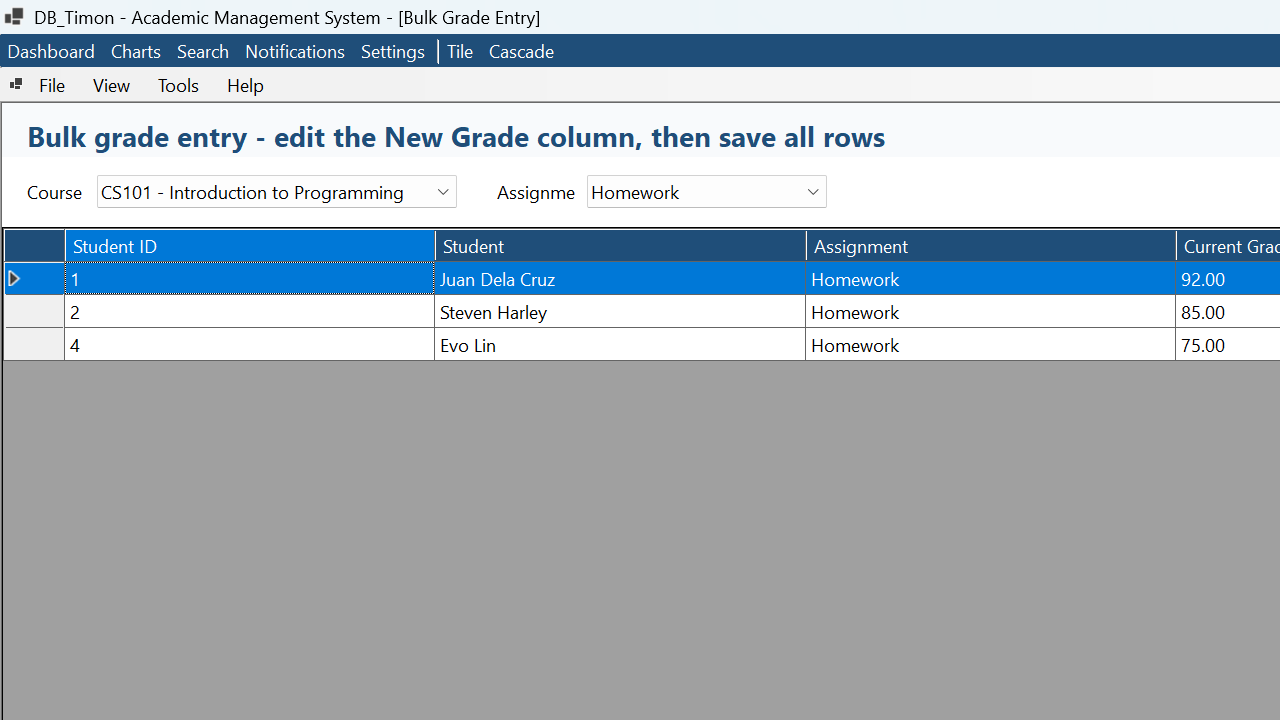 DB_Timon - Academic Management System - [Bulk Grade Entry]
Dashboard Charts Search Notifications Settings Tile Cascade
File View Tools Help
Bulk grade entry - edit the New Grade column, then save all rows
Course CS101 - Introduction to Programming Assignme Homework
Student ID Student Assignment Current Grad
1 Juan Dela Cruz Homework 92.00
2 Steven Harley Homework 85.00
4 Evo Lin Homework 75.00